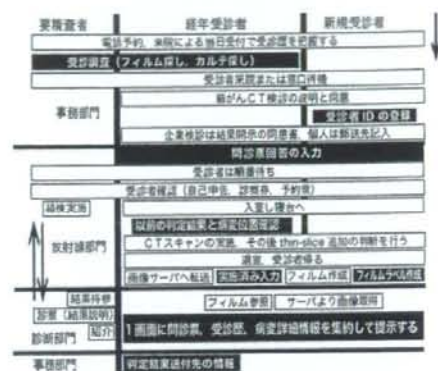 要積査者 経年受診者 新規受診者
電話予約、来院による当日受付で受診歴を把握する
受診調査（フィルム探し、カルテ探し）
受診者来院または窓口待機
事務部門
肺がんCT検診の説明と同意
受診者 ID の登録
企業検診は結果開示の同意書、個人は郵送先記入
問診票回答の入力
受診者は順番待ち
受診者確認（自己申告、診察券、予約票）
入室し寝台へ
以前の判定結果と病変位置確認
放射線部門
CTスキャンの実施、その後 thin-slice 追加の判断を行う
退室、受診者帰る
画像サーバへ転送 実施済み入力 フィルム作成 フィルムラベル作成
結果待参
フィルム参照 サーバより画像取得
診察（結果説明）
紹介
1画面に問診票、受診歴、病変詳細情報を集約して提示する
診断部門
事務部門
判定結果送付先の情報